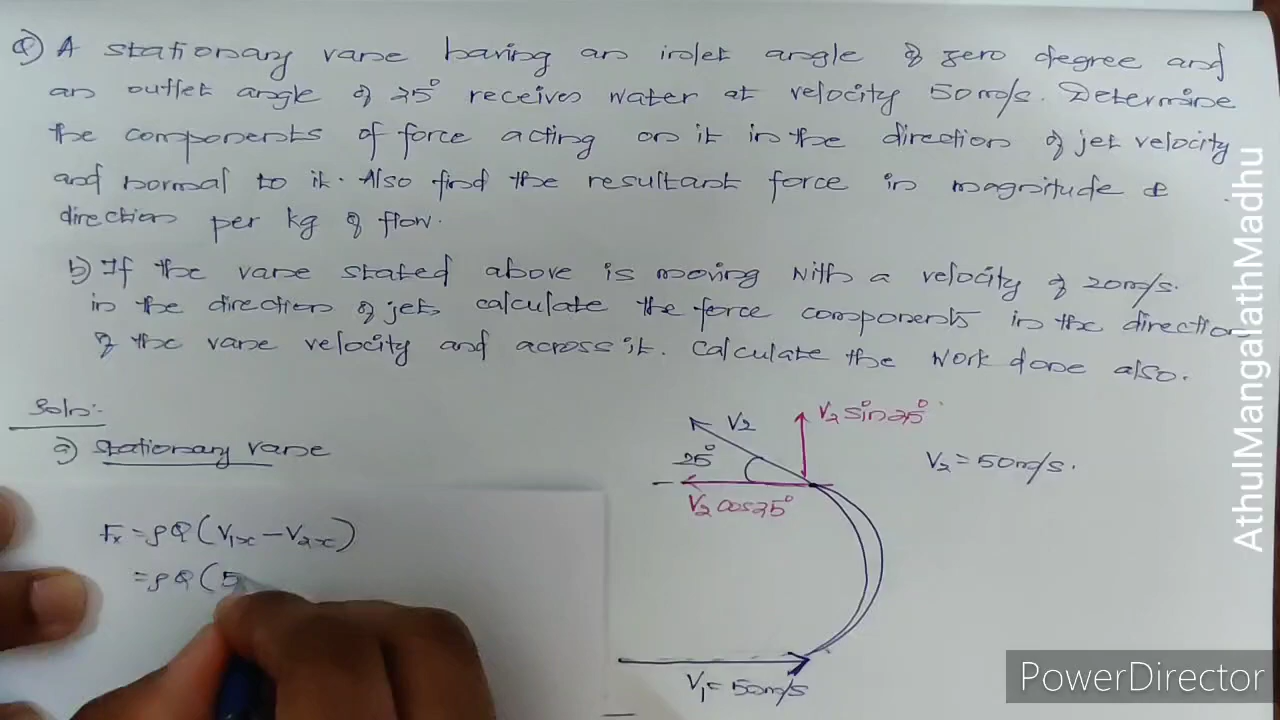 Q) A stationary vane having an inlet angle of zero degree and
an outlet angle of 25° receives water at velocity 50m/s. Determine
the components of force acting on it in the direction of jet velocity
and normal to it. Also find the resultant force in magnitude &
direction per kg of flow.
b) If the vane stated above is moving with a velocity of 20m/s.
in the direction of jet, calculate the force components in the direction
of the vane velocity and across it. Calculate the work done also.
Soln:-
a) Stationary vane
Fx = ρQ (V1x − V2x)
= ρQ ( 5
V2
V2 sin25°
25°
V2 = 50m/s.
V2 cos25°
V1 = 50m/s
AthulMangalathMadhu
PowerDirector